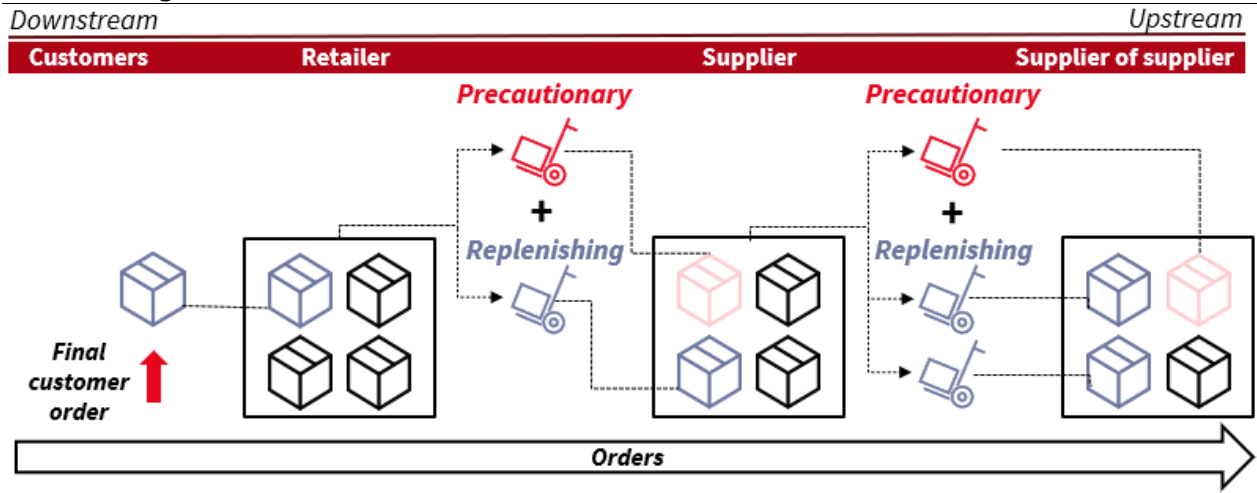 Downstream
Upstream
Customers
Retailer
Supplier
Supplier of supplier
Precautionary
Precautionary
+
+
Replenishing
Replenishing
Final
customer
order
Orders